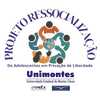 PROJETO RESSOCIALIZAÇÃO
De Adolescentes em Privação de Liberdade
Unimontes
Universidade Estadual de Montes Claros